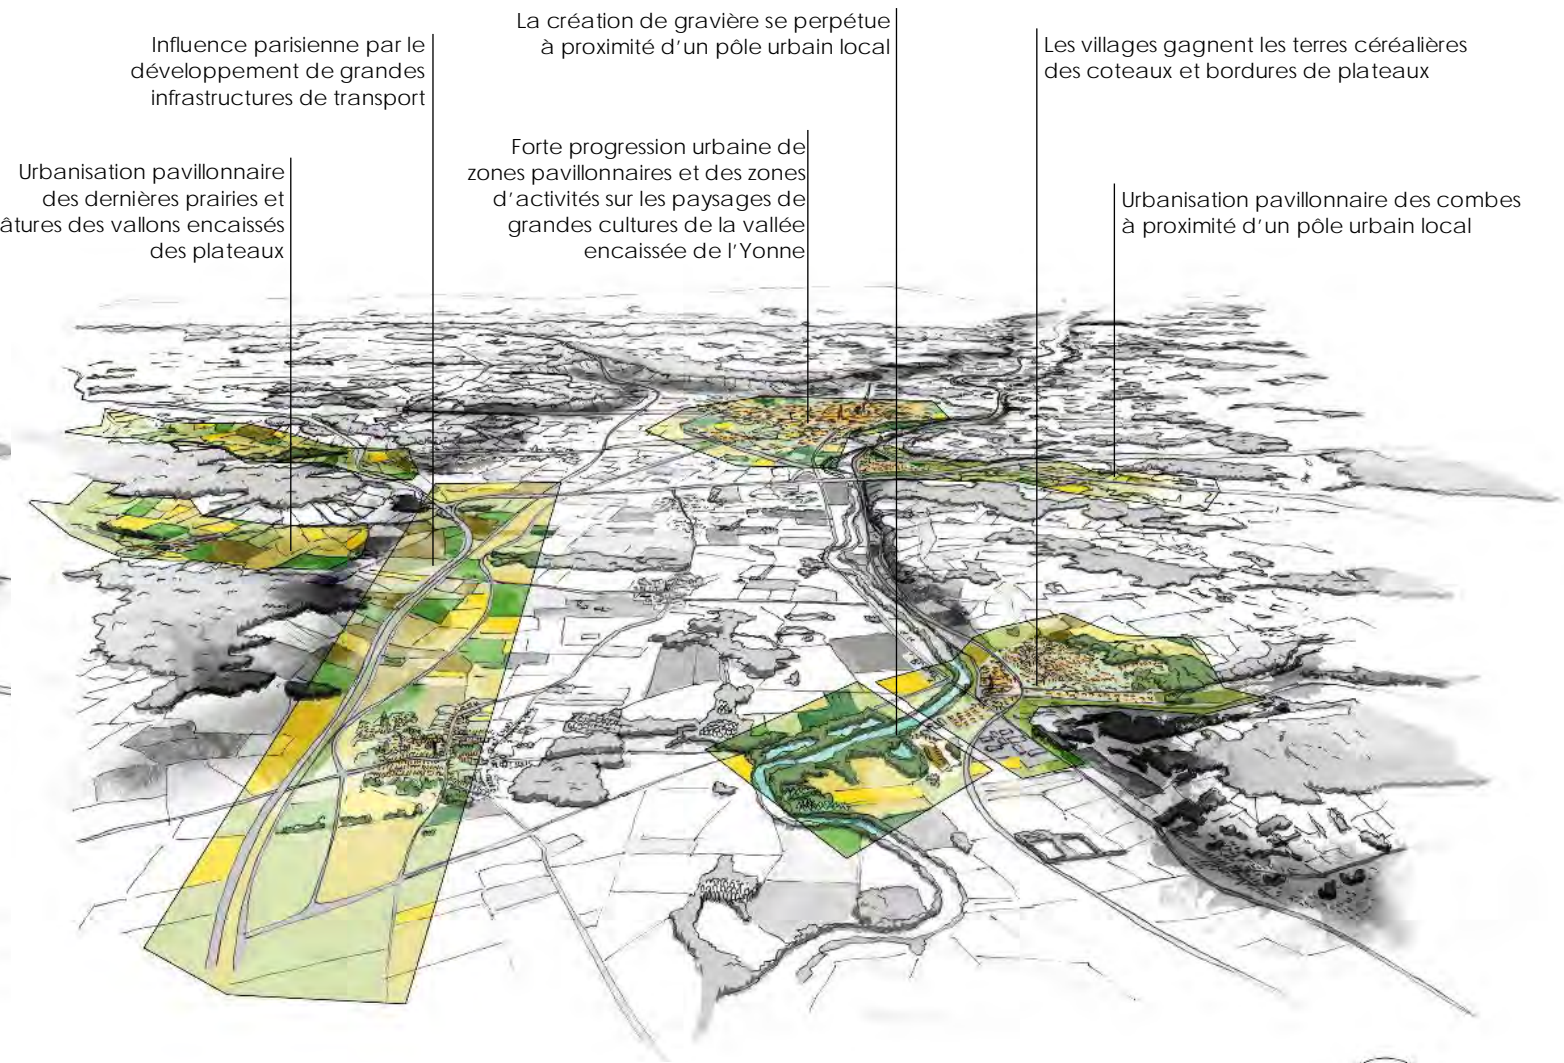 La création de gravière se perpétue
à proximité d'un pôle urbain local
Influence parisienne par le
développement de grandes
infrastructures de transport
Les villages gagnent les terres céréalières
des coteaux et bordures de plateaux
Forte progression urbaine de
zones pavillonnaires et des zones
d'activités sur les paysages de
grandes cultures de la vallée
encaissée de l'Yonne
Urbanisation pavillonnaire
des dernières prairies et
âtures des vallons encaissés
des plateaux
Urbanisation pavillonnaire des combes
à proximité d'un pôle urbain local